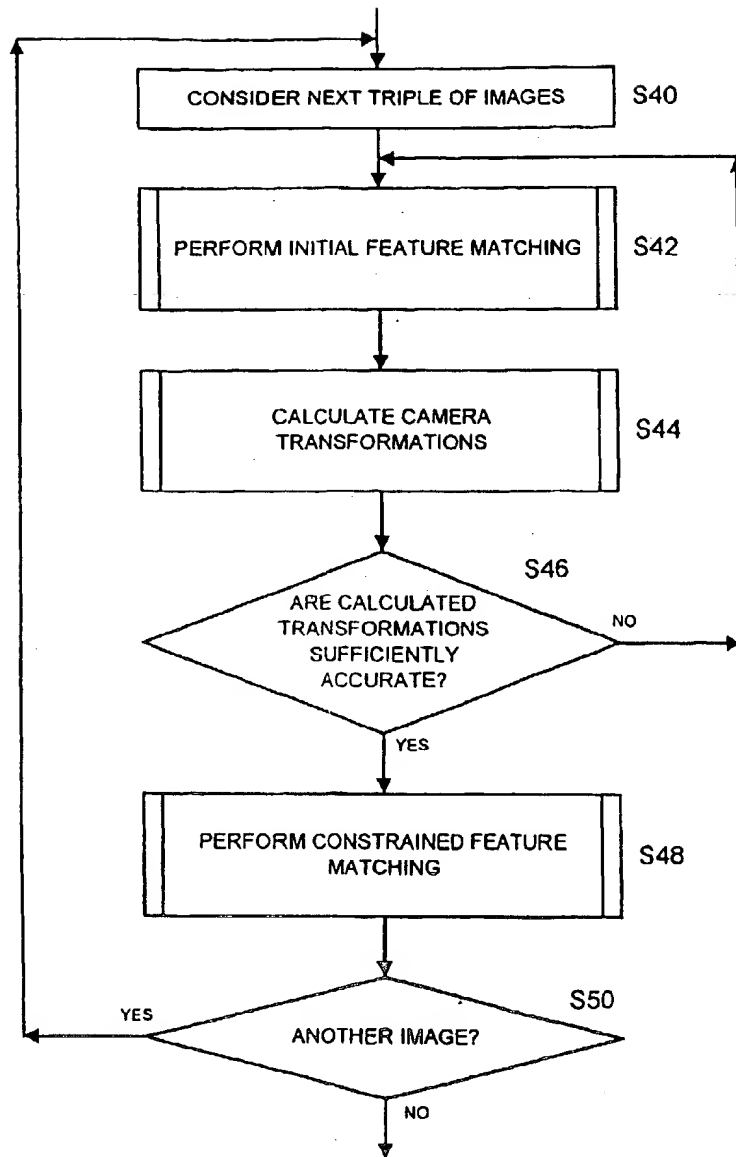 CONSIDER NEXT TRIPLE OF IMAGES
S40
PERFORM INITIAL FEATURE MATCHING
S42
CALCULATE CAMERA
TRANSFORMATIONS
S44
S46
ARE CALCULATED
TRANSFORMATIONS
SUFFICIENTLY
ACCURATE?
NO
YES
PERFORM CONSTRAINED FEATURE
MATCHING
S48
S50
YES
ANOTHER IMAGE?
NO